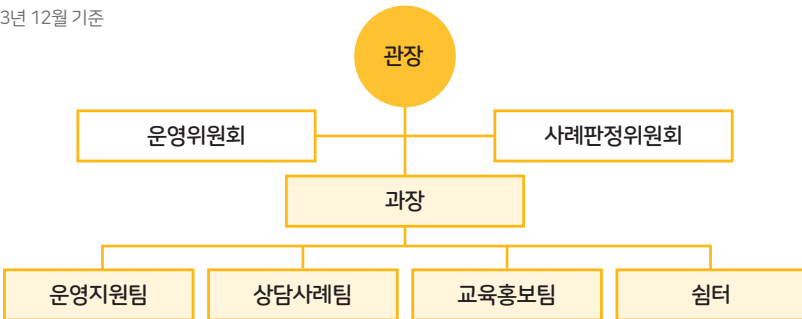 3년 12월 기준
관장
운영위원회
사례판정위원회
과장
운영지원팀
상담사례팀
교육홍보팀
쉼터